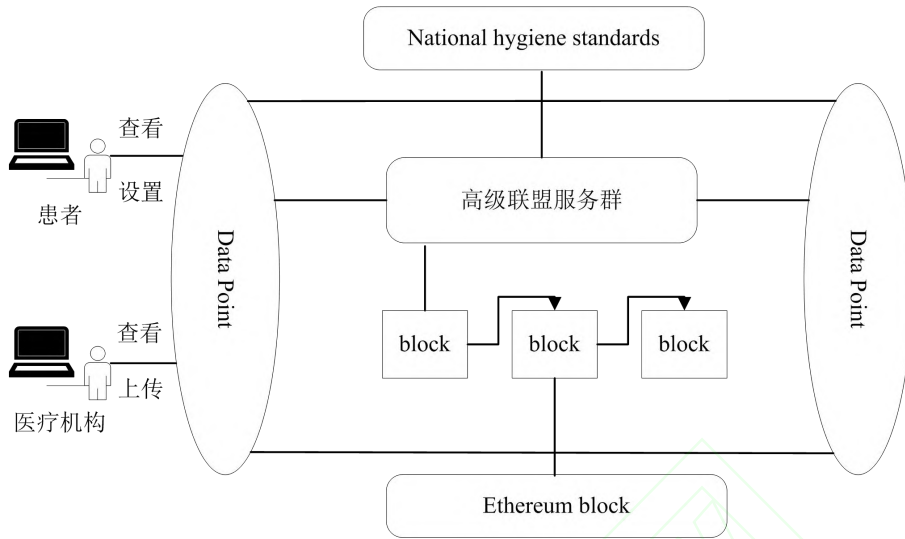 National hygiene standards
查看
设置
患者
Data Point
高级联盟服务群
Data Point
查看
上传
医疗机构
block
block
block
Ethereum block